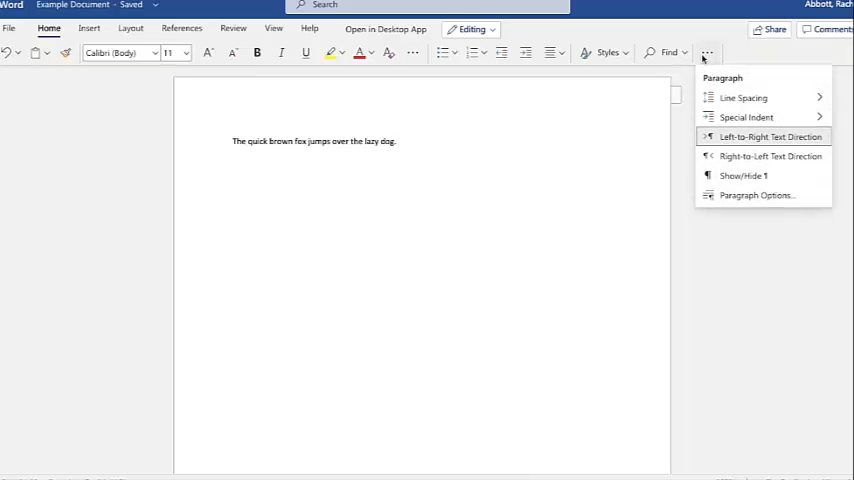 Word Example Document - Saved Search Abbott, Rach
File Home Insert Layout References Review View Help Open in Desktop App Editing Share Comments
Calibri (Body) 11 A A B A A Styles Find
Paragraph
Line Spacing
Special Indent
Left-to-Right Text Direction
Right-to-Left Text Direction
Show/Hide ¶
Paragraph Options...
The quick brown fox jumps over the lazy dog.